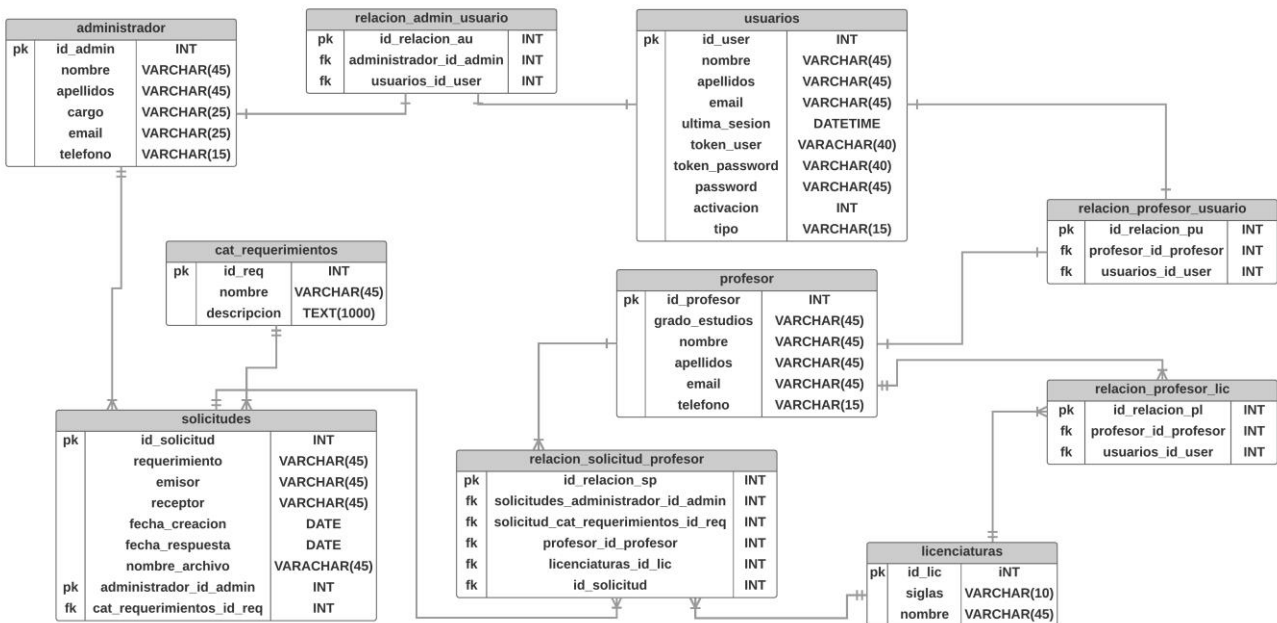 administrador
pk id_admin INT
nombre VARCHAR(45)
apellidos VARCHAR(45)
cargo VARCHAR(25)
email VARCHAR(25)
telefono VARCHAR(15)
relacion_admin_usuario
pk id_relacion_au INT
fk administrador_id_admin INT
fk usuarios_id_user INT
usuarios
pk id_user INT
nombre VARCHAR(45)
apellidos VARCHAR(45)
email VARCHAR(45)
ultima_sesion DATETIME
token_user VARACHAR(40)
token_password VARCHAR(40)
password VARCHAR(45)
activacion INT
tipo VARCHAR(15)
relacion_profesor_usuario
pk id_relacion_pu INT
fk profesor_id_profesor INT
fk usuarios_id_user INT
cat_requerimientos
pk id_req INT
nombre VARCHAR(45)
descripcion TEXT(1000)
profesor
pk id_profesor INT
grado_estudios VARCHAR(45)
nombre VARCHAR(45)
apellidos VARCHAR(45)
email VARCHAR(45)
telefono VARCHAR(15)
relacion_profesor_lic
pk id_relacion_pl INT
fk profesor_id_profesor INT
fk usuarios_id_user INT
solicitudes
pk id_solicitud INT
requerimiento VARCHAR(45)
emisor VARCHAR(45)
receptor VARCHAR(45)
fecha_creacion DATE
fecha_respuesta DATE
nombre_archivo VARACHAR(45)
pk administrador_id_admin INT
fk cat_requerimientos_id_req INT
relacion_solicitud_profesor
pk id_relacion_sp INT
fk solicitudes_administrador_id_admin INT
fk solicitud_cat_requerimientos_id_req INT
fk profesor_id_profesor INT
fk licenciaturas_id_lic INT
fk id_solicitud INT
licenciaturas
pk id_lic iNT
siglas VARCHAR(10)
nombre VARCHAR(45)